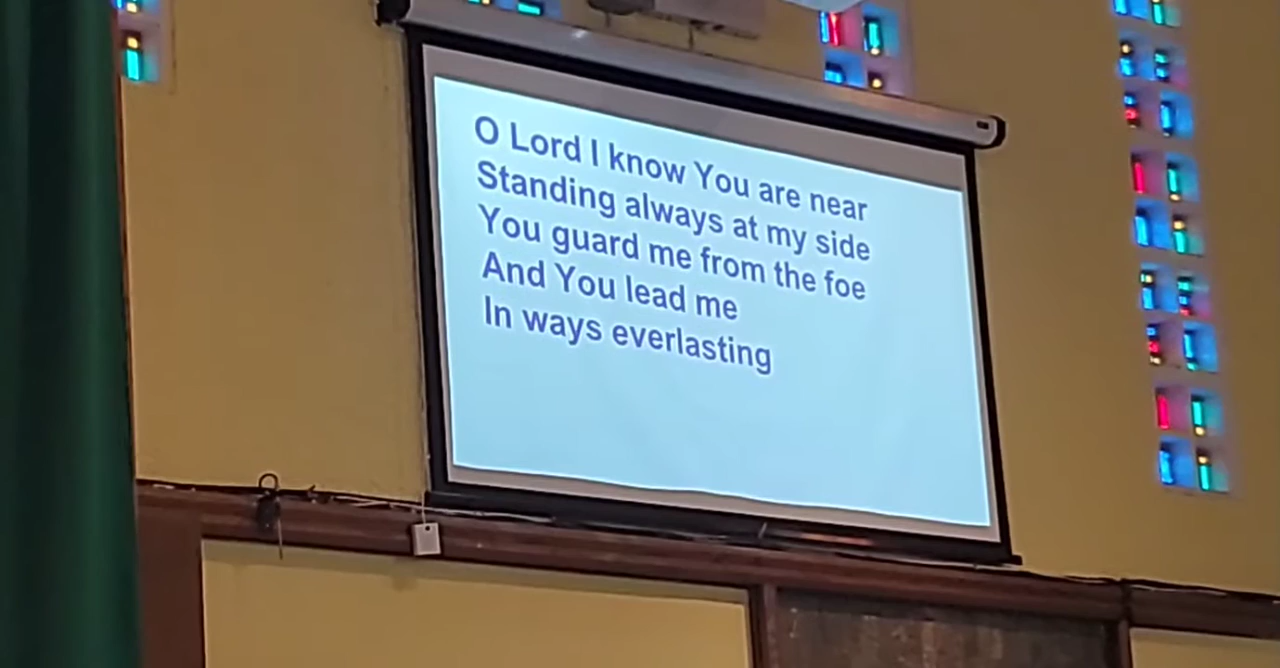 O Lord I know You are near
Standing always at my side
You guard me from the foe
And You lead me
In ways everlasting